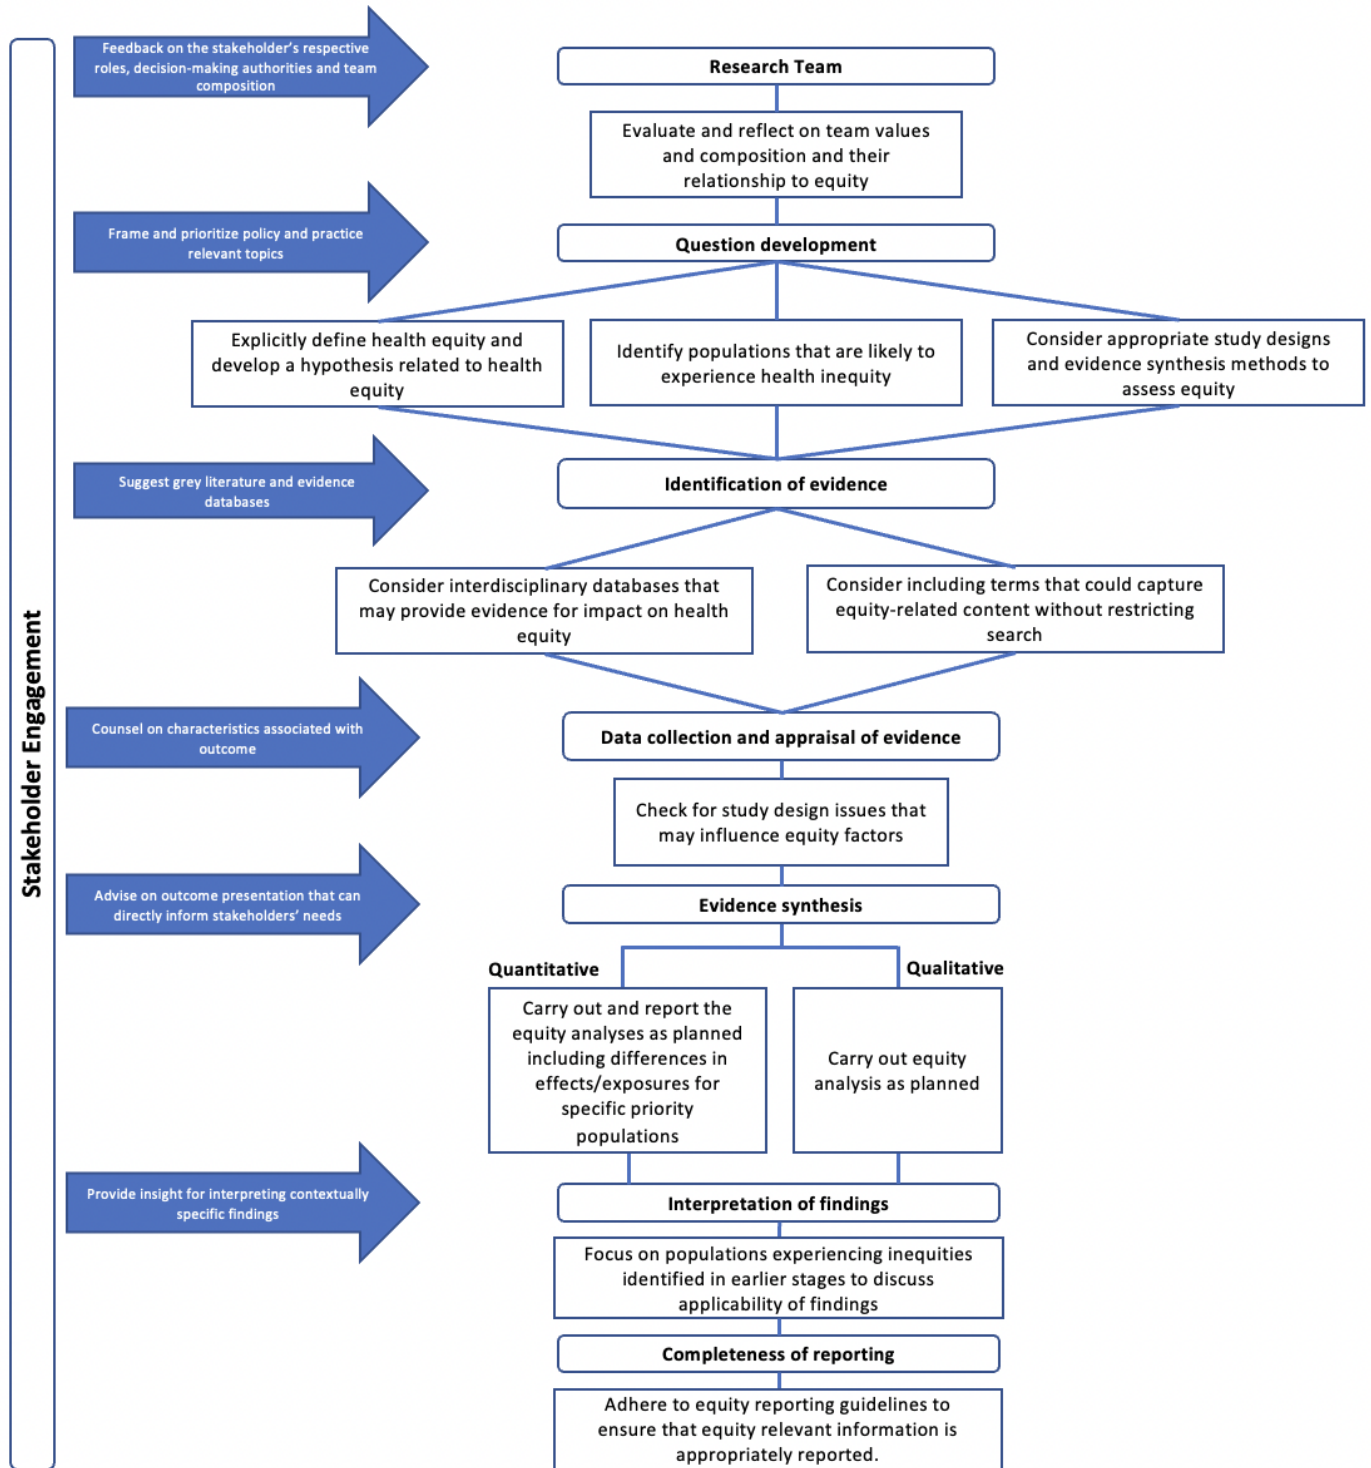 Stakeholder Engagement
Feedback on the stakeholder's respective
roles, decision-making authorities and team
composition
Research Team
Evaluate and reflect on team values
and composition and their
relationship to equity
Frame and prioritize policy and practice
relevant topics
Question development
Explicitly define health equity and
develop a hypothesis related to health
equity
Identify populations that are likely to
experience health inequity
Consider appropriate study designs
and evidence synthesis methods to
assess equity
Suggest grey literature and evidence
databases
Identification of evidence
Consider interdisciplinary databases that
may provide evidence for impact on health
equity
Consider including terms that could capture
equity-related content without restricting
search
Counsel on characteristics associated with
outcome
Data collection and appraisal of evidence
Check for study design issues that
may influence equity factors
Advise on outcome presentation that can
directly inform stakeholders' needs
Evidence synthesis
Quantitative
Carry out and report the
equity analyses as planned
including differences in
effects/exposures for
specific priority
populations
Qualitative
Carry out equity
analysis as planned
Provide insight for interpreting contextually
specific findings
Interpretation of findings
Focus on populations experiencing inequities
identified in earlier stages to discuss
applicability of findings
Completeness of reporting
Adhere to equity reporting guidelines to
ensure that equity relevant information is
appropriately reported.